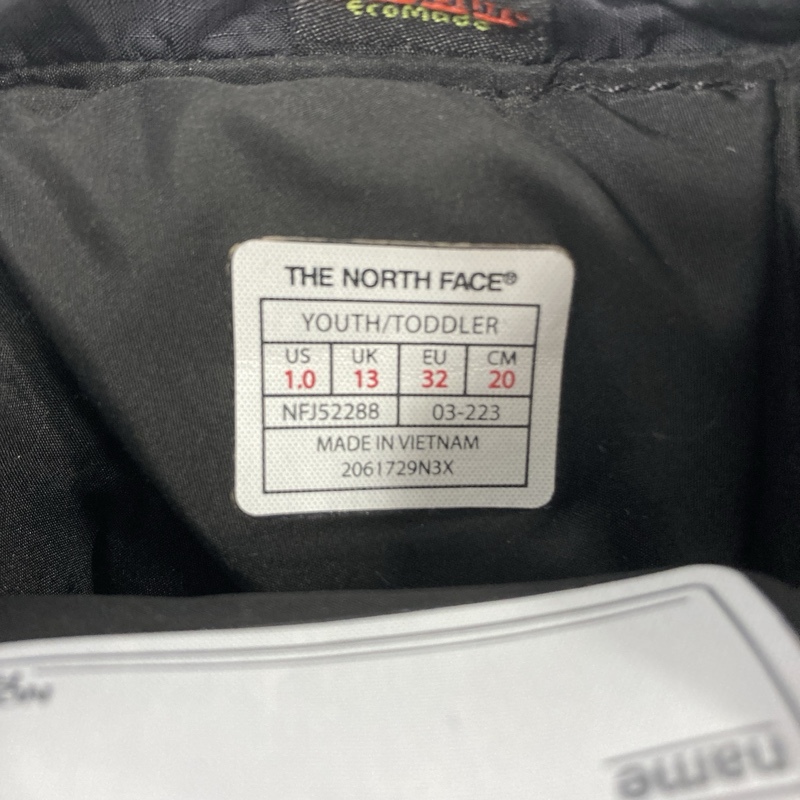 EcoMade
THE NORTH FACE®
YOUTH/TODDLER
US UK EU CM
1.0 13 32 20
NFJ52288 03-223
MADE IN VIETNAM
2061729N3X
name